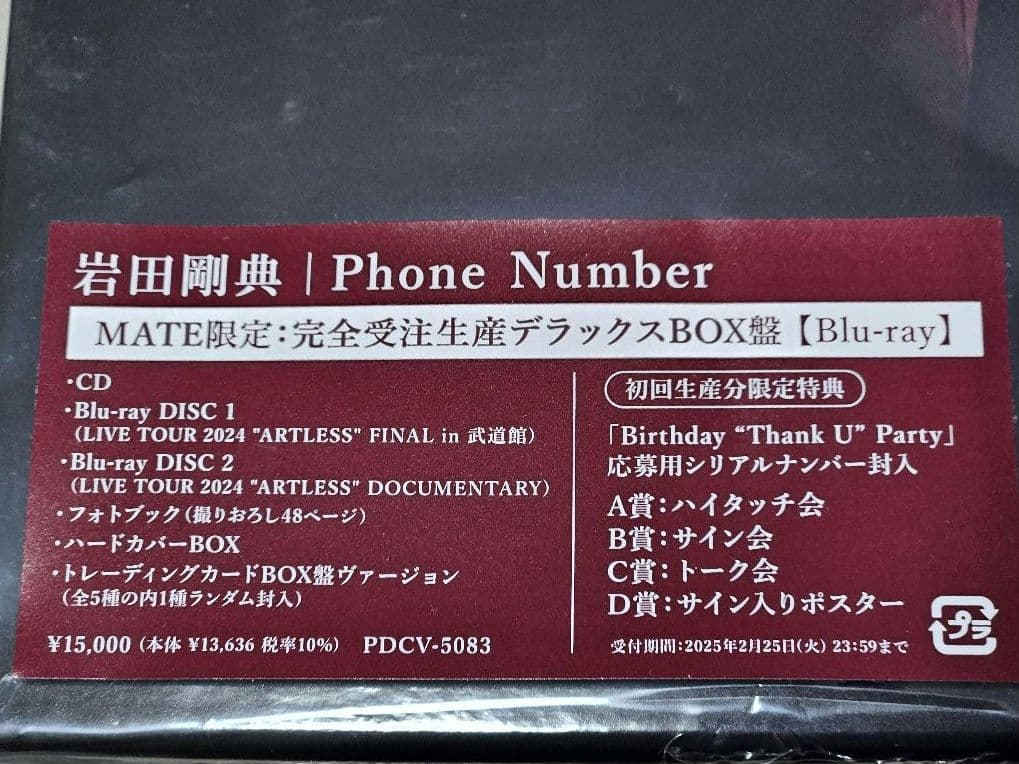 岩田剛典 | Phone Number
MATE限定：完全受注生産デラックスBOX盤【Blu-ray】
・CD
・Blu-ray DISC 1
（LIVE TOUR 2024 "ARTLESS" FINAL in 武道館）
・Blu-ray DISC 2
（LIVE TOUR 2024 "ARTLESS" DOCUMENTARY）
・フォトブック（撮りおろし48ページ）
・ハードカバーBOX
・トレーディングカードBOX盤ヴァージョン
（全5種の内1種ランダム封入）
¥15,000（本体 ¥13,636 税率10%） PDCV-5083
初回生産分限定特典
「Birthday “Thank U” Party」
応募用シリアルナンバー封入
A賞：ハイタッチ会
B賞：サイン会
C賞：トーク会
D賞：サイン入りポスター
受付期間：2025年2月25日(火) 23:59まで
プラ